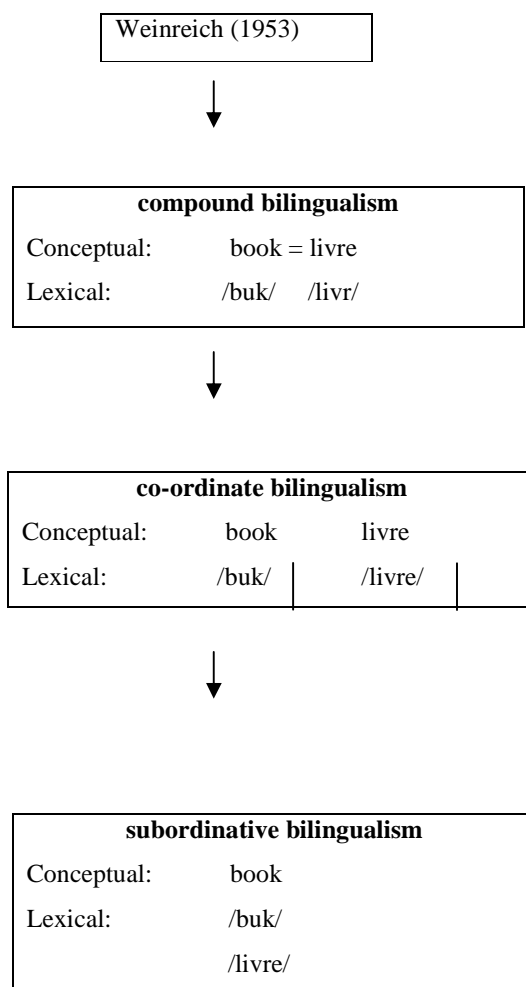 Weinreich (1953)
compound bilingualism
Conceptual: book = livre
Lexical: /buk/ /livr/
co-ordinate bilingualism
Conceptual: book livre
Lexical: /buk/ /livre/
subordinative bilingualism
Conceptual: book
Lexical: /buk/
/livre/